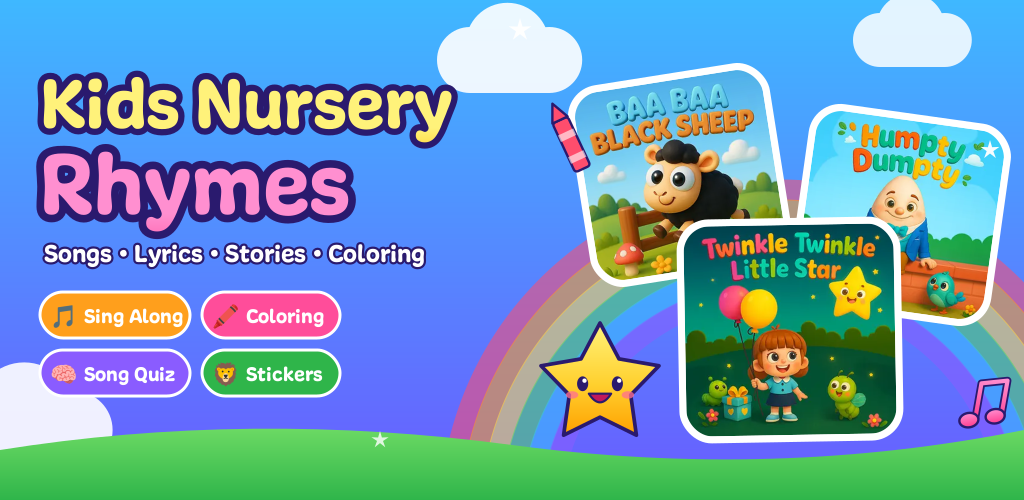 Kids Nursery
Rhymes
Songs • Lyrics • Stories • Coloring
Sing Along
Coloring
Song Quiz
Stickers
BAA BAA
BLACK SHEEP
Humpty
Dumpty
Twinkle Twinkle
Little Star